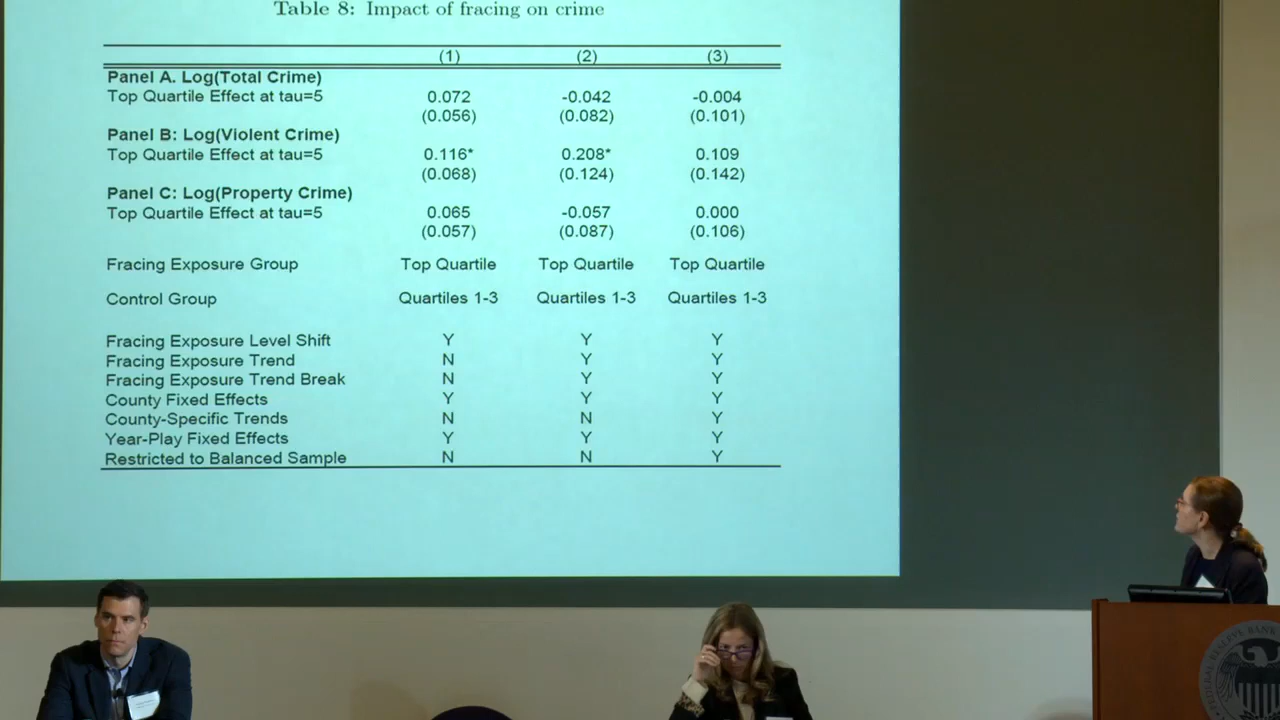 Table 8: Impact of fracing on crime
(1) (2) (3)
Panel A. Log(Total Crime)
Top Quartile Effect at tau=5 0.072 -0.042 -0.004
(0.056) (0.082) (0.101)
Panel B: Log(Violent Crime)
Top Quartile Effect at tau=5 0.116* 0.208* 0.109
(0.068) (0.124) (0.142)
Panel C: Log(Property Crime)
Top Quartile Effect at tau=5 0.065 -0.057 0.000
(0.057) (0.087) (0.106)
Fracing Exposure Group Top Quartile Top Quartile Top Quartile
Control Group Quartiles 1-3 Quartiles 1-3 Quartiles 1-3
Fracing Exposure Level Shift Y Y Y
Fracing Exposure Trend N Y Y
Fracing Exposure Trend Break N Y Y
County Fixed Effects Y Y Y
County-Specific Trends N N Y
Year-Play Fixed Effects Y Y Y
Restricted to Balanced Sample N N Y
RESERVE BANK